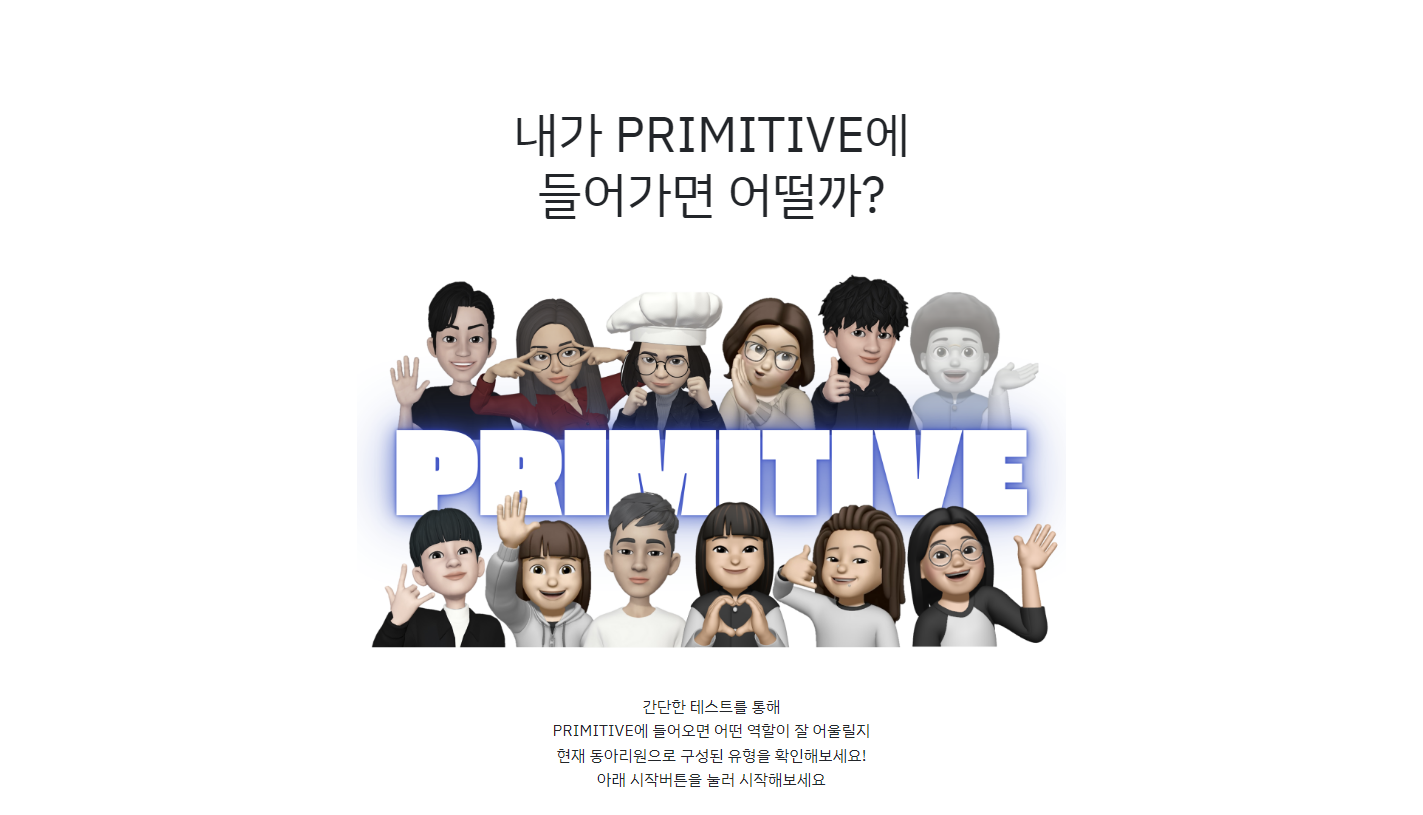 내가 PRIMITIVE에
들어가면 어떨까?
PRIMITIVE
간단한 테스트를 통해
PRIMITIVE에 들어오면 어떤 역할이 잘 어울릴지
현재 동아리원으로 구성된 유형을 확인해보세요!
아래 시작버튼을 눌러 시작해보세요